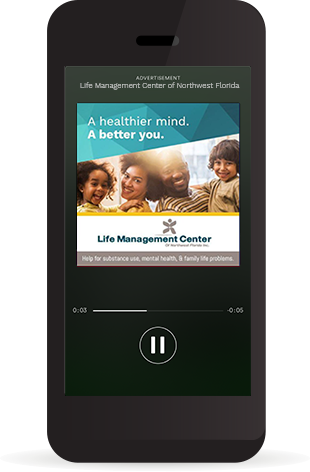 ADVERTISEMENT
Life Management Center of Northwest Florida
A healthier mind.
A better you.
Life Management Center
Of Northwest Florida, Inc.
Help for substance use, mental health, & family life problems.
0:03
-0:05